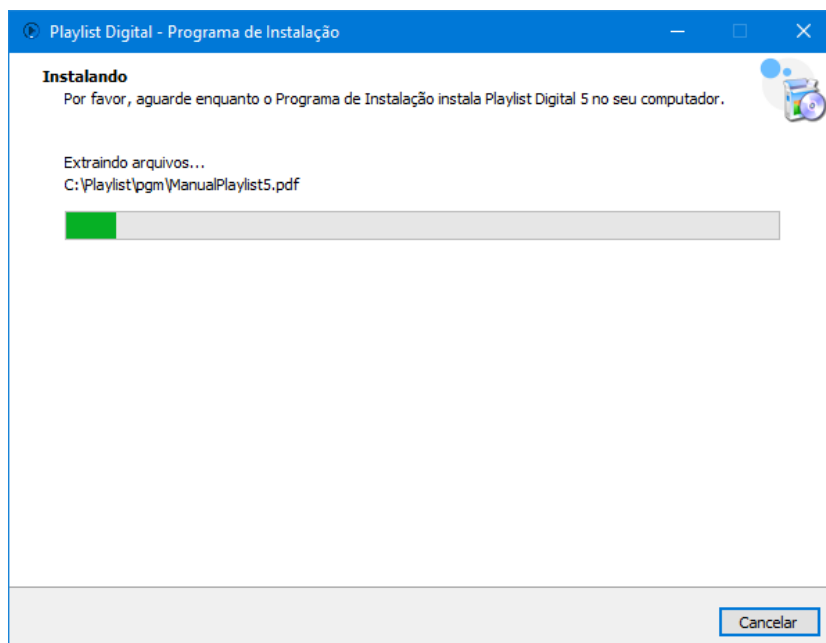 Playlist Digital - Programa de Instalação
Instalando
Por favor, aguarde enquanto o Programa de Instalação instala Playlist Digital 5 no seu computador.
Extraindo arquivos...
C:\Playlist\pgm\ManualPlaylist5.pdf
Cancelar